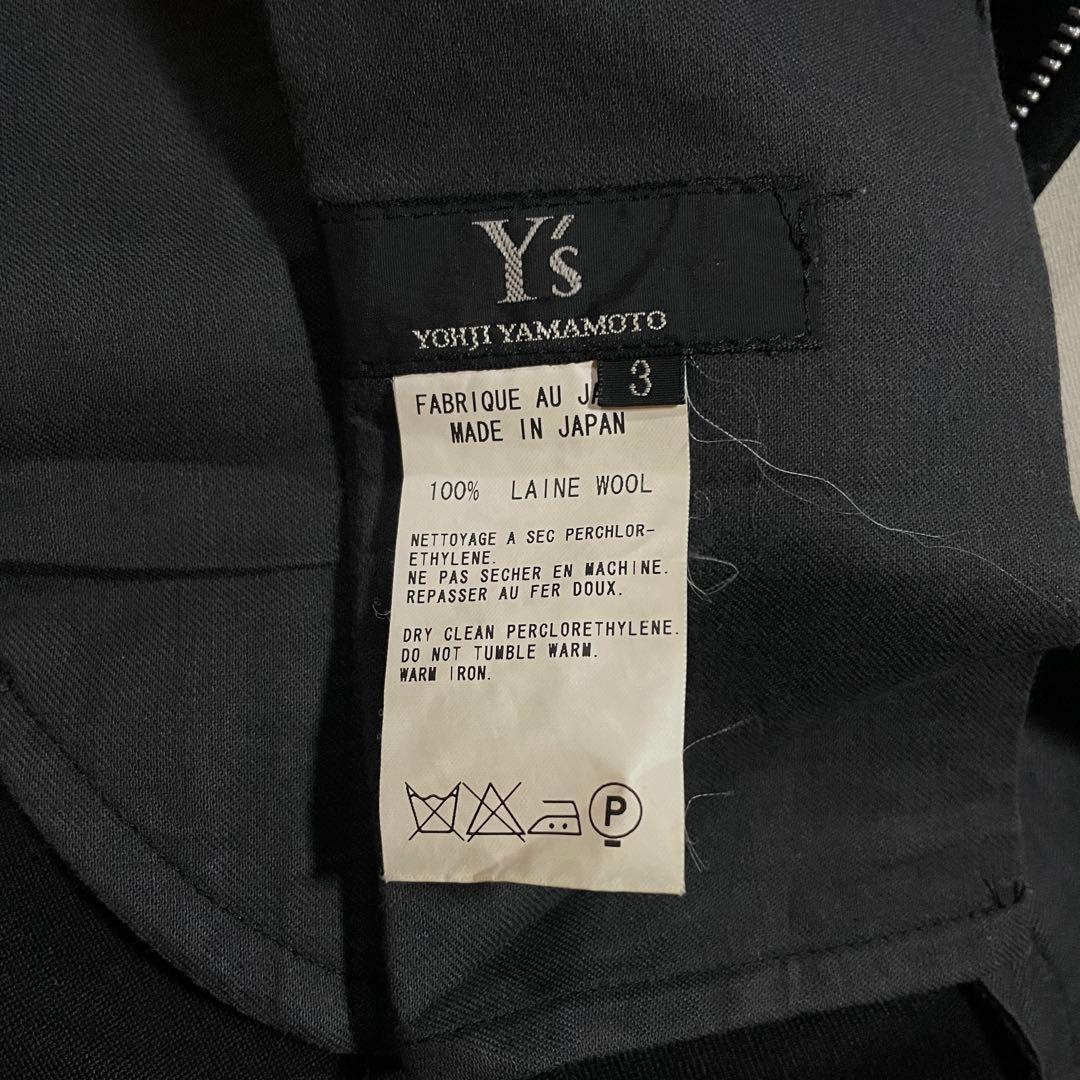 Y's
YOHJI YAMAMOTO
3
FABRIQUE AU JA
MADE IN JAPAN
100% LAINE WOOL
NETTOYAGE A SEC PERCHLOR-
ETHYLENE.
NE PAS SECHER EN MACHINE.
REPASSER AU FER DOUX.
DRY CLEAN PERCLORETHYLENE.
DO NOT TUMBLE WARM.
WARM IRON.
P